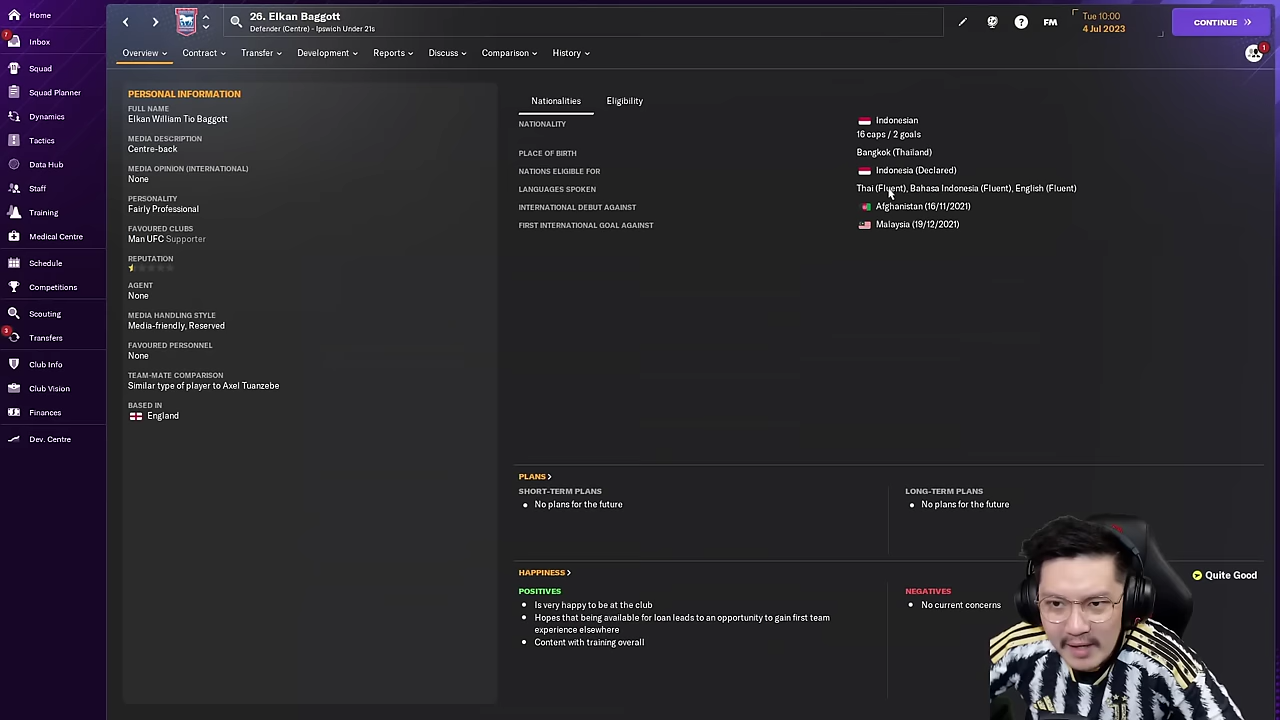 Home
7
Inbox
Squad
Squad Planner
Dynamics
Tactics
Data Hub
Staff
Training
Medical Centre
Schedule
Competitions
Scouting
3
Transfers
Club Info
Club Vision
Finances
Dev. Centre
26. Elkan Baggott
Defender (Centre) - Ipswich Under 21s
?
FM
Tue 10:00
4 Jul 2023
CONTINUE
Overview
Contract
Transfer
Development
Reports
Discuss
Comparison
History
1
PERSONAL INFORMATION
FULL NAME
Elkan William Tio Baggott
MEDIA DESCRIPTION
Centre-back
MEDIA OPINION (INTERNATIONAL)
None
PERSONALITY
Fairly Professional
FAVOURED CLUBS
Man UFC Supporter
REPUTATION
AGENT
None
MEDIA HANDLING STYLE
Media-friendly, Reserved
FAVOURED PERSONNEL
None
TEAM-MATE COMPARISON
Similar type of player to Axel Tuanzebe
BASED IN
England
Nationalities Eligibility
NATIONALITY Indonesian
16 caps / 2 goals
PLACE OF BIRTH Bangkok (Thailand)
NATIONS ELIGIBLE FOR Indonesia (Declared)
LANGUAGES SPOKEN Thai (Fluent), Bahasa Indonesia (Fluent), English (Fluent)
INTERNATIONAL DEBUT AGAINST Afghanistan (16/11/2021)
FIRST INTERNATIONAL GOAL AGAINST Malaysia (19/12/2021)
PLANS
SHORT-TERM PLANS
No plans for the future
LONG-TERM PLANS
No plans for the future
HAPPINESS
Quite Good
POSITIVES
Is very happy to be at the club
Hopes that being available for loan leads to an opportunity to gain first team
experience elsewhere
Content with training overall
NEGATIVES
No current concerns